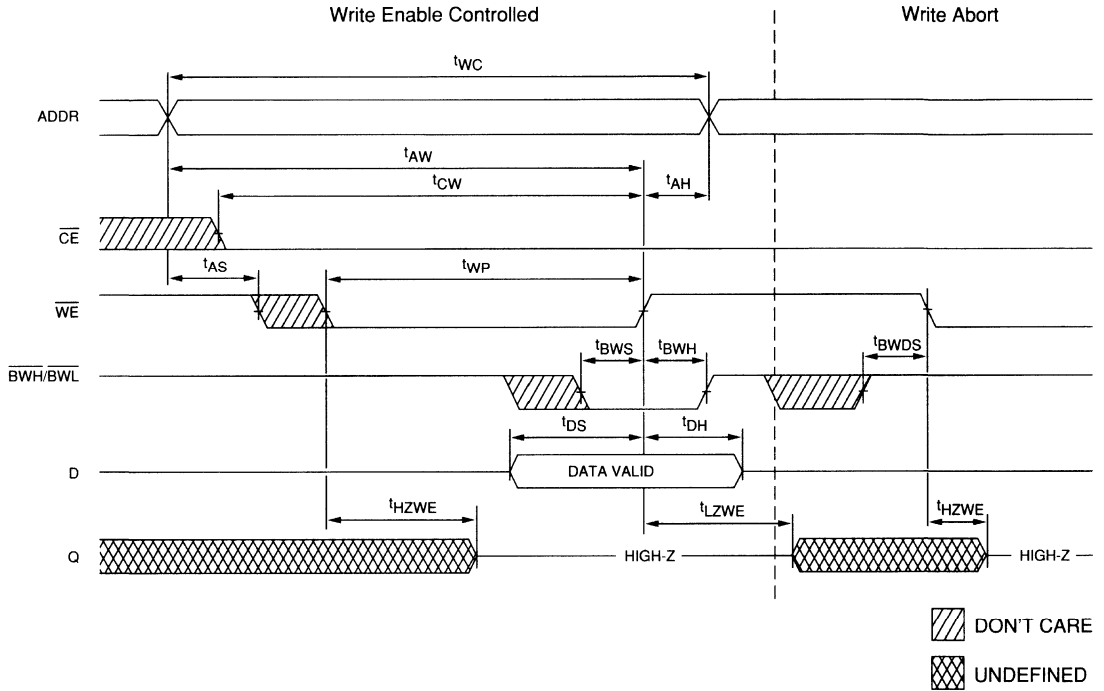 Write Enable Controlled Write Abort
tWC
ADDR
tAW
tCW tAH
CE
tAS tWP
WE
tBWS tBWH tBWDS
BWH/BWL
tDS tDH
D DATA VALID
tHZWE tLZWE tHZWE
Q HIGH-Z HIGH-Z
DON'T CARE
UNDEFINED